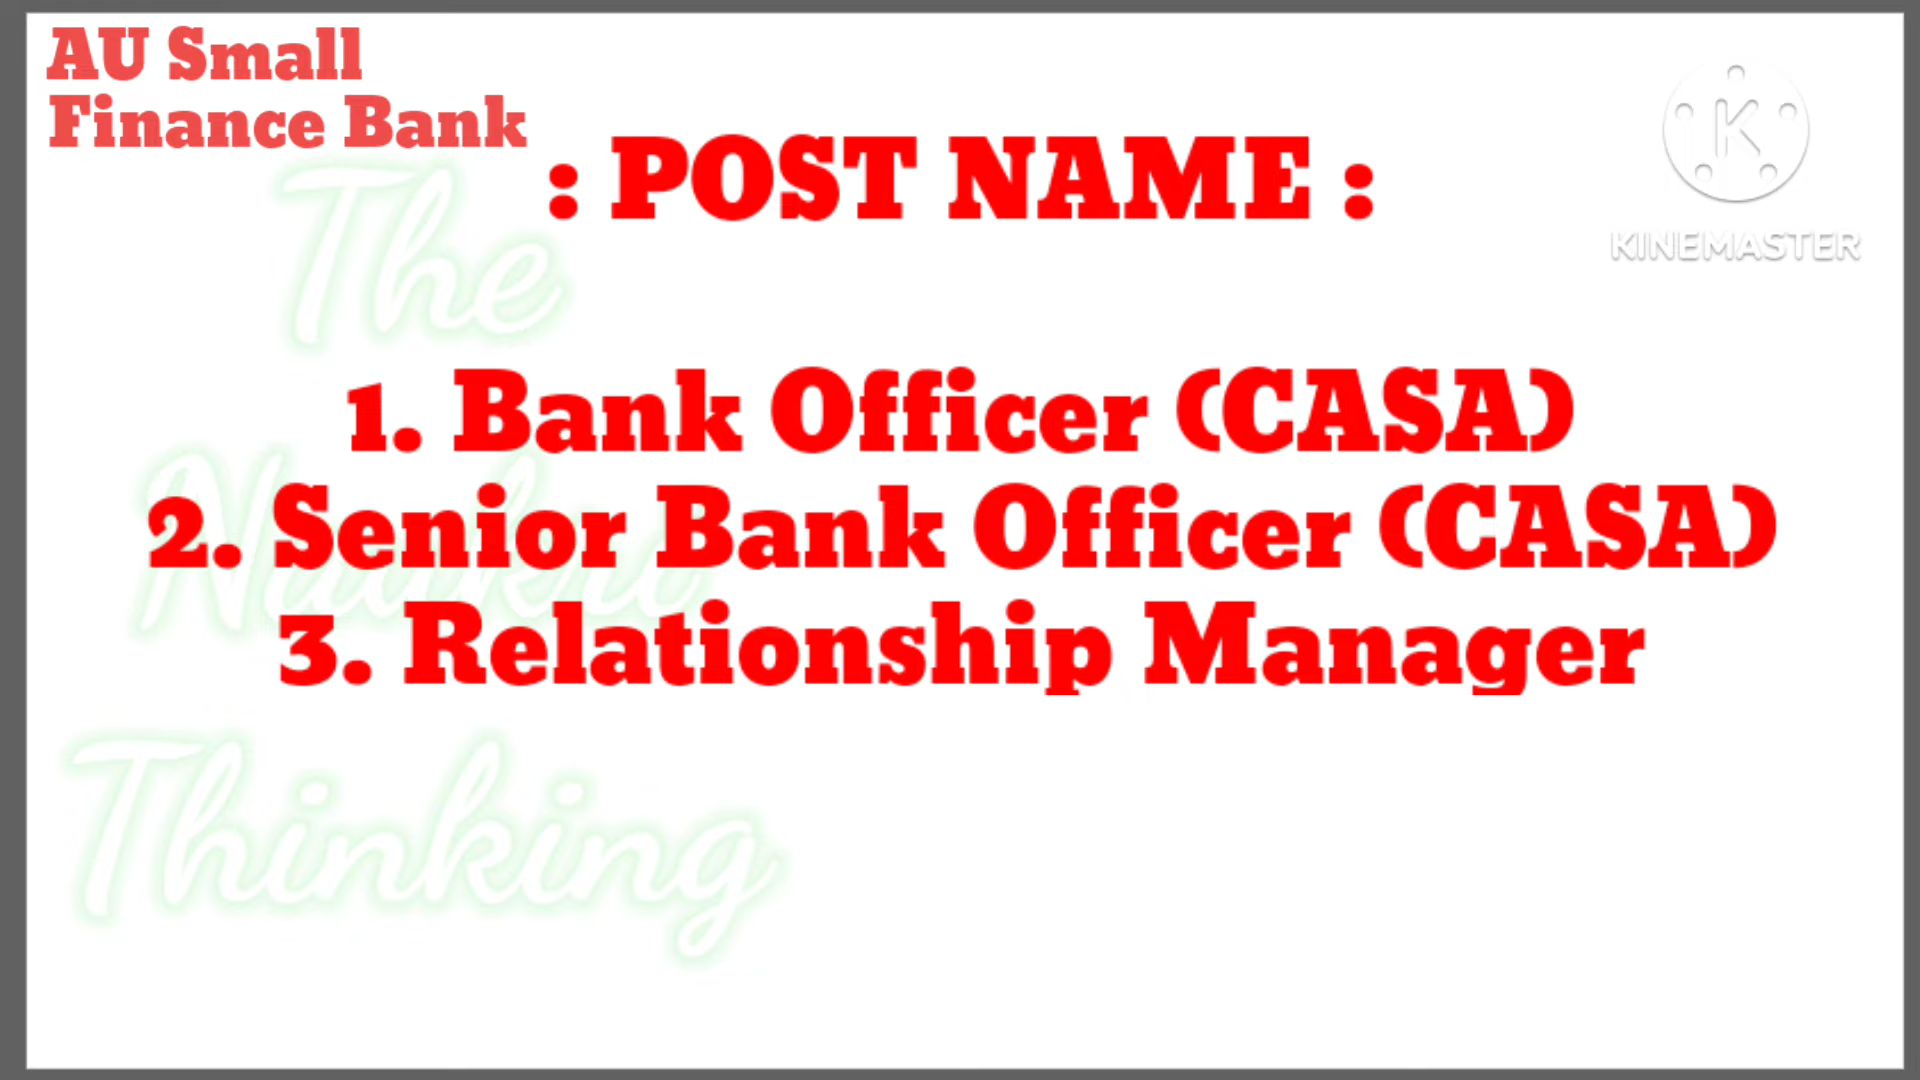 AU Small
Finance Bank
: POST NAME :
KINEMASTER
The
1. Bank Officer (CASA)
2. Senior Bank Officer (CASA)
3. Relationship Manager
Thinking